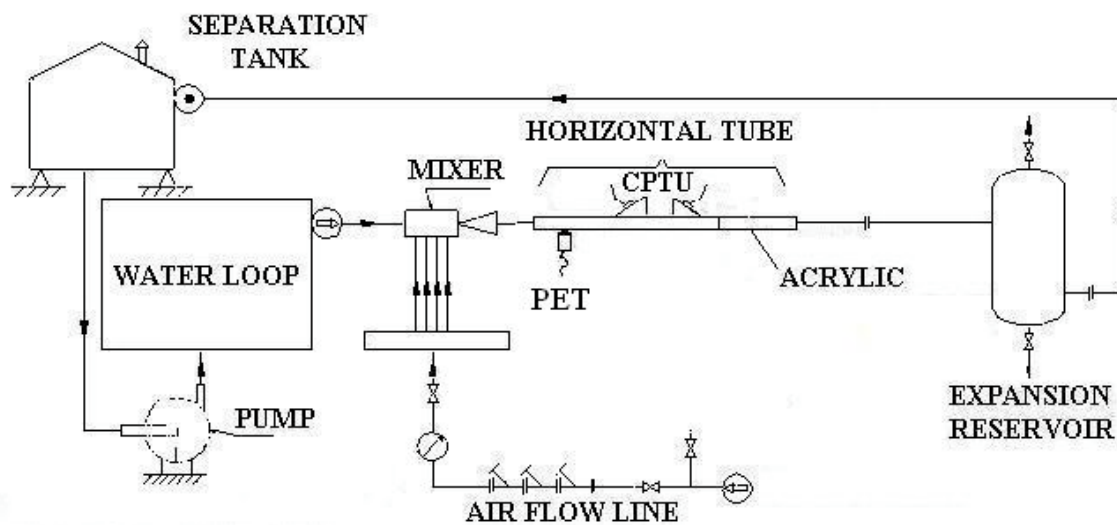 SEPARATION
TANK
HORIZONTAL TUBE
MIXER
CPTU
WATER LOOP
ACRYLIC
PET
EXPANSION
RESERVOIR
PUMP
AIR FLOW LINE